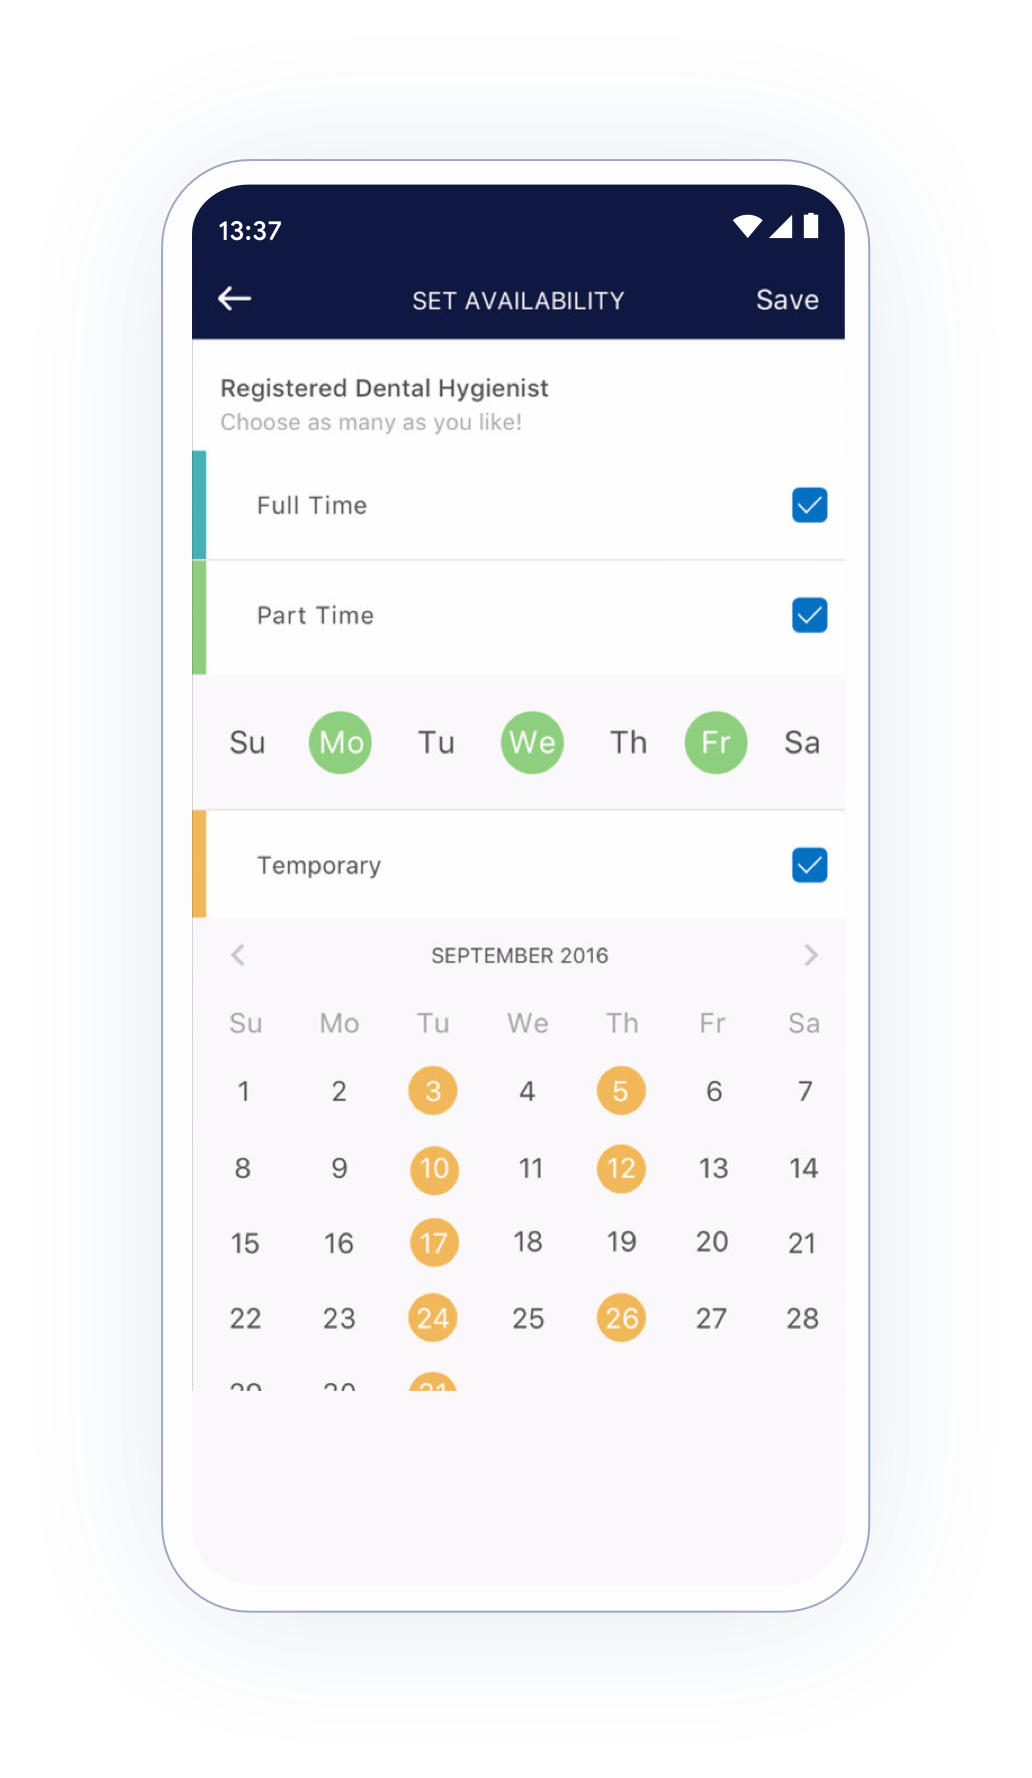 13:37
SET AVAILABILITY Save
Registered Dental Hygienist
Choose as many as you like!
Full Time
Part Time
Su Mo Tu We Th Fr Sa
Temporary
SEPTEMBER 2016
Su Mo Tu We Th Fr Sa
1 2 3 4 5 6 7
8 9 10 11 12 13 14
15 16 17 18 19 20 21
22 23 24 25 26 27 28
29 30 31